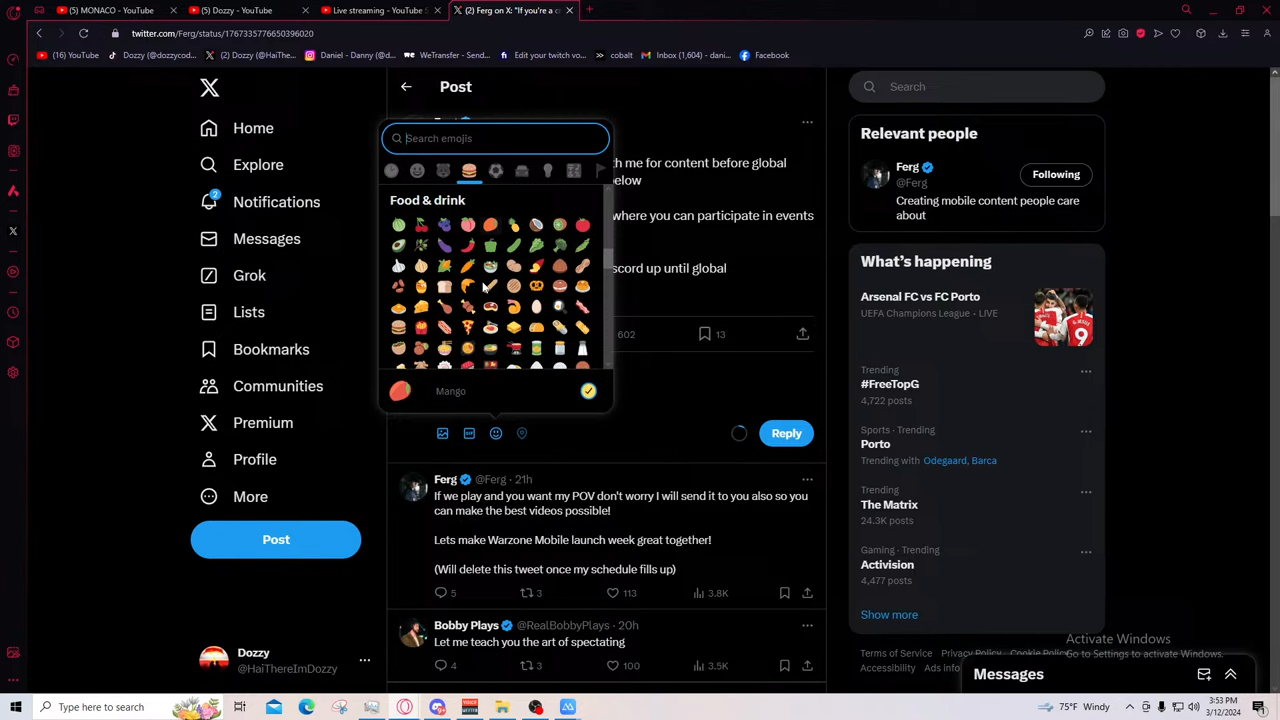 (5) MONACO - YouTube
(5) Dozzy - YouTube
Live streaming - YouTube S
(2) Ferg on X: "If you're a c
twitter.com/Ferg/status/1767335776650396020
(16) YouTube
Dozzy (@dozzycod...
(2) Dozzy (@HaiThe...
Daniel - Danny (@d...
WeTransfer - Send...
Edit your twitch vo...
cobalt
Inbox (1,604) - dani...
Facebook
Home
Explore
2
Notifications
Messages
Grok
Lists
Bookmarks
Communities
Premium
Profile
More
Post
Dozzy
@HaiThereImDozzy
Post
th me for content before global
below
where you can participate in events
scord up until global
602
13
Search emojis
Food & drink
Mango
Reply
Ferg @Ferg · 21h
If we play and you want my POV don't worry I will send it to you also so you
can make the best videos possible!
Lets make Warzone Mobile launch week great together!
(Will delete this tweet once my schedule fills up)
5
3
113
3.8K
Bobby Plays @RealBobbyPlays · 20h
Let me teach you the art of spectating
4
3
100
3.5K
Search
Relevant people
Ferg
@Ferg
Following
Creating mobile content people care
about
What's happening
Arsenal FC vs FC Porto
UEFA Champions League · LIVE
Trending
#FreeTopG
4,722 posts
Sports · Trending
Porto
Trending with Odegaard, Barca
Trending
The Matrix
24.3K posts
Gaming · Trending
Activision
4,477 posts
Show more
Terms of Service Privacy Policy Cookie Policy
Accessibility Ads info
Activate Windows
Go to Settings to activate Windows.
Messages
Type here to search
75°F Windy
3:53 PM
3/12/2024